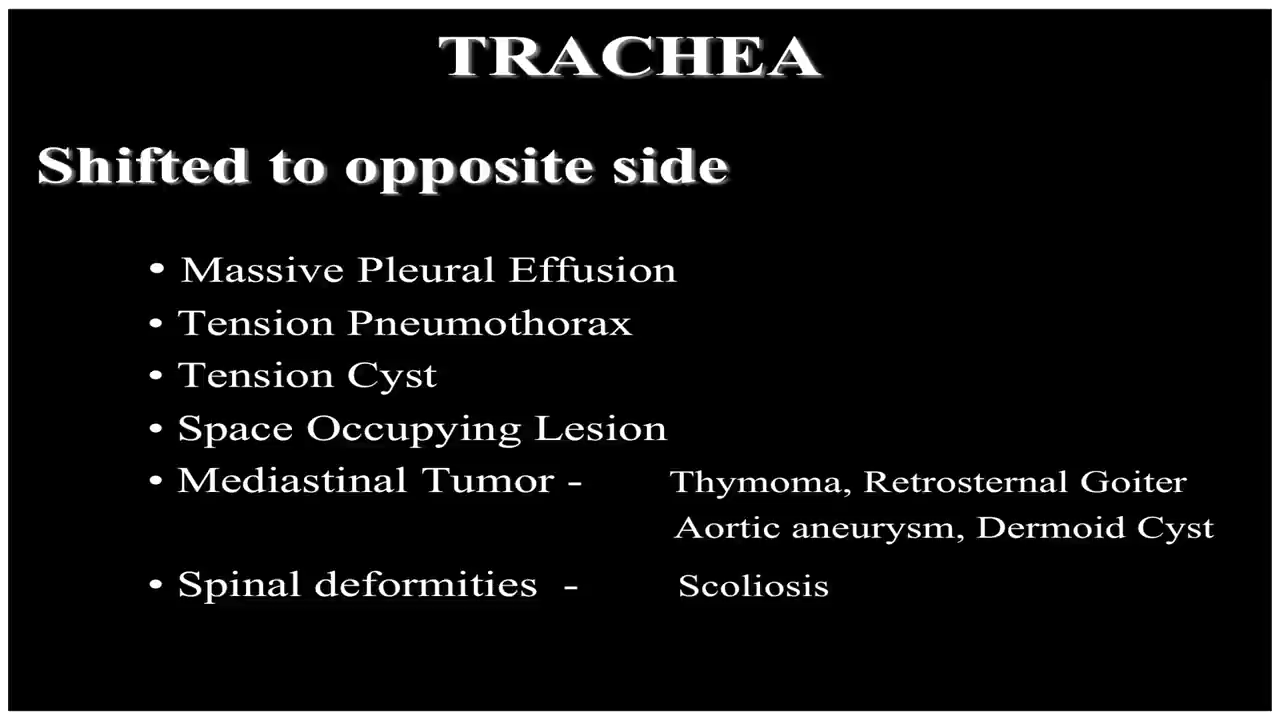 TRACHEA
Shifted to opposite side
• Massive Pleural Effusion
• Tension Pneumothorax
• Tension Cyst
• Space Occupying Lesion
• Mediastinal Tumor - Thymoma, Retrosternal Goiter
Aortic aneurysm, Dermoid Cyst
• Spinal deformities - Scoliosis